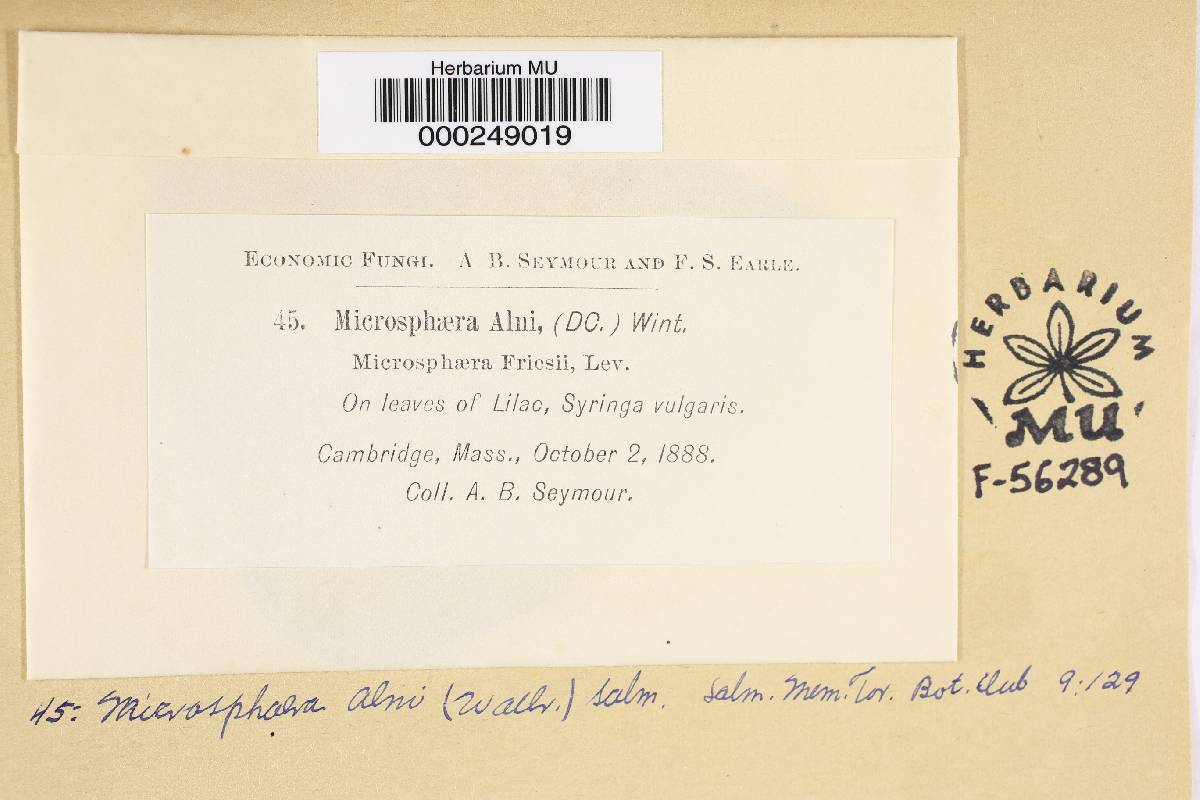 Herbarium MU
000249019
ECONOMIC FUNGI. A B. SEYMOUR AND F. S. EARLE.
45. Microsphæra Alni, (DC.) Wint.
Microsphæra Friesii, Lev.
On leaves of Lilac, Syringa vulgaris.
Cambridge, Mass., October 2, 1888.
Coll. A. B. Seymour.
HERBARIUM
MU
F-56289
45: Microsphæra Alni (Wallr.) Salm. Salm. Mem. Tor. Bot. Club 9:129